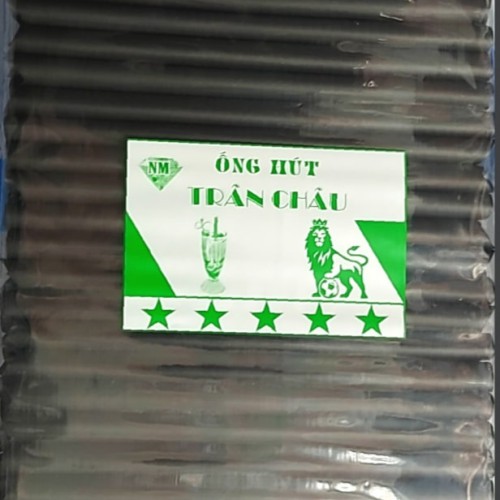 NM
ỐNG HÚT
TRÂN CHÂU